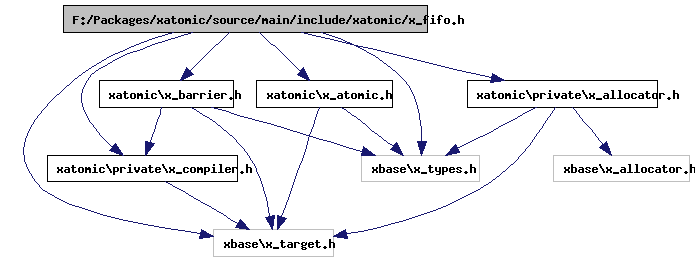 F:/Packages/xatomic/source/main/include/xatomic/x_fifo.h
xatomic\x_barrier.h
xatomic\x_atomic.h
xatomic\private\x_allocator.h
xatomic\private\x_compiler.h
xbase\x_types.h
xbase\x_allocator.h
xbase\x_target.h